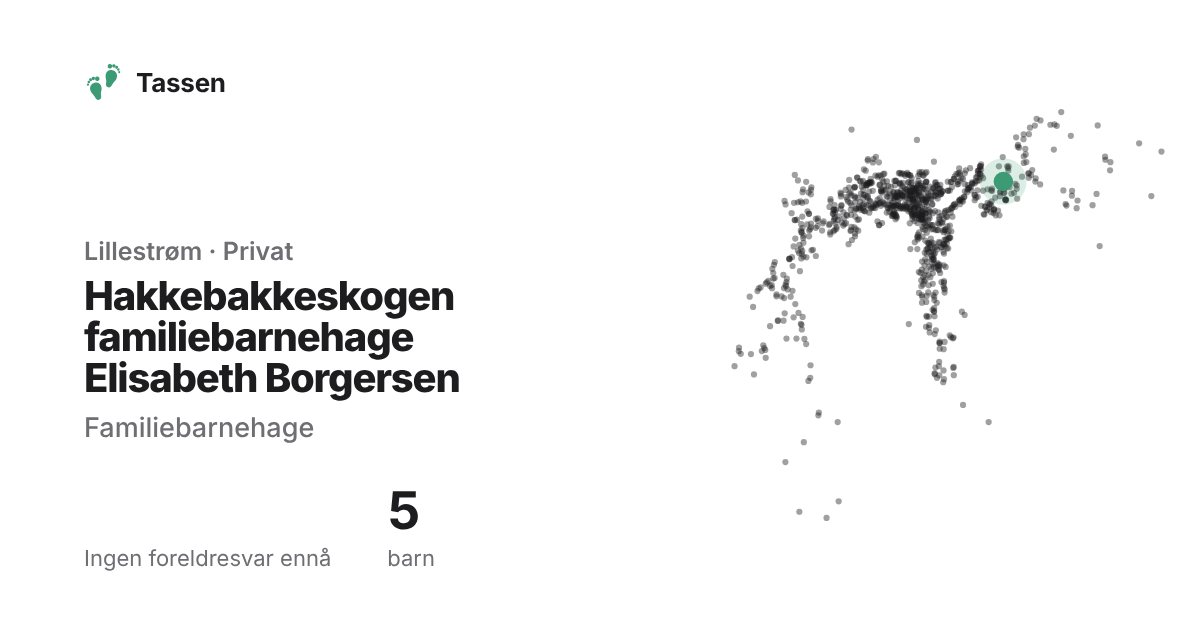 Tassen
Lillestrøm · Privat
Hakkebakkeskogen
familiebarnehage
Elisabeth Borgersen
Familiebarnehage
5
Ingen foreldresvar ennå
barn